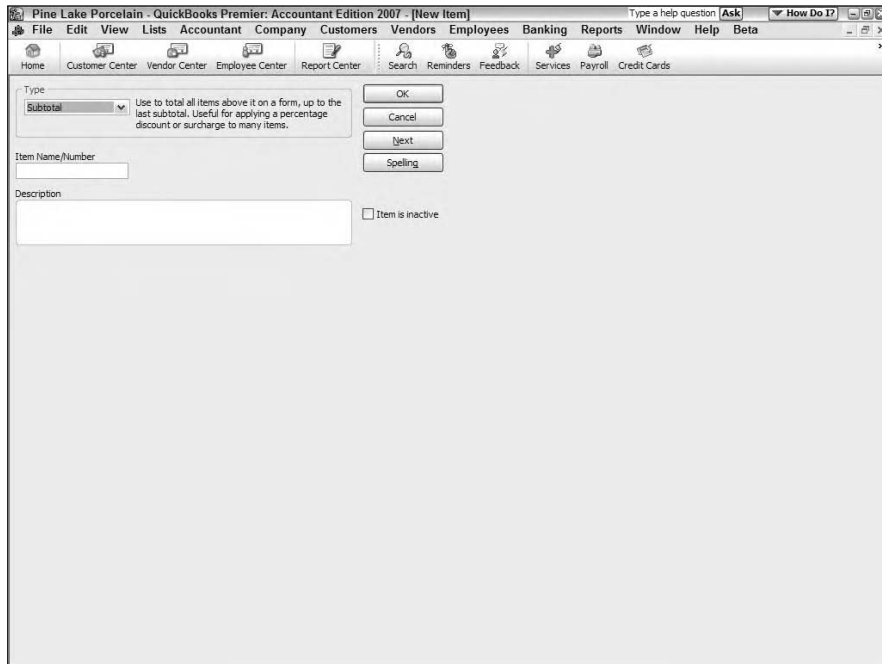 Pine Lake Porcelain - QuickBooks Premier: Accountant Edition 2007 - [New Item]
Type a help question Ask
How Do I?
File Edit View Lists Accountant Company Customers Vendors Employees Banking Reports Window Help Beta
Home Customer Center Vendor Center Employee Center Report Center Search Reminders Feedback Services Payroll Credit Cards
Type
Subtotal
Use to total all items above it on a form, up to the
last subtotal. Useful for applying a percentage
discount or surcharge to many items.
OK
Cancel
Next
Spelling
Item Name/Number
Description
Item is inactive